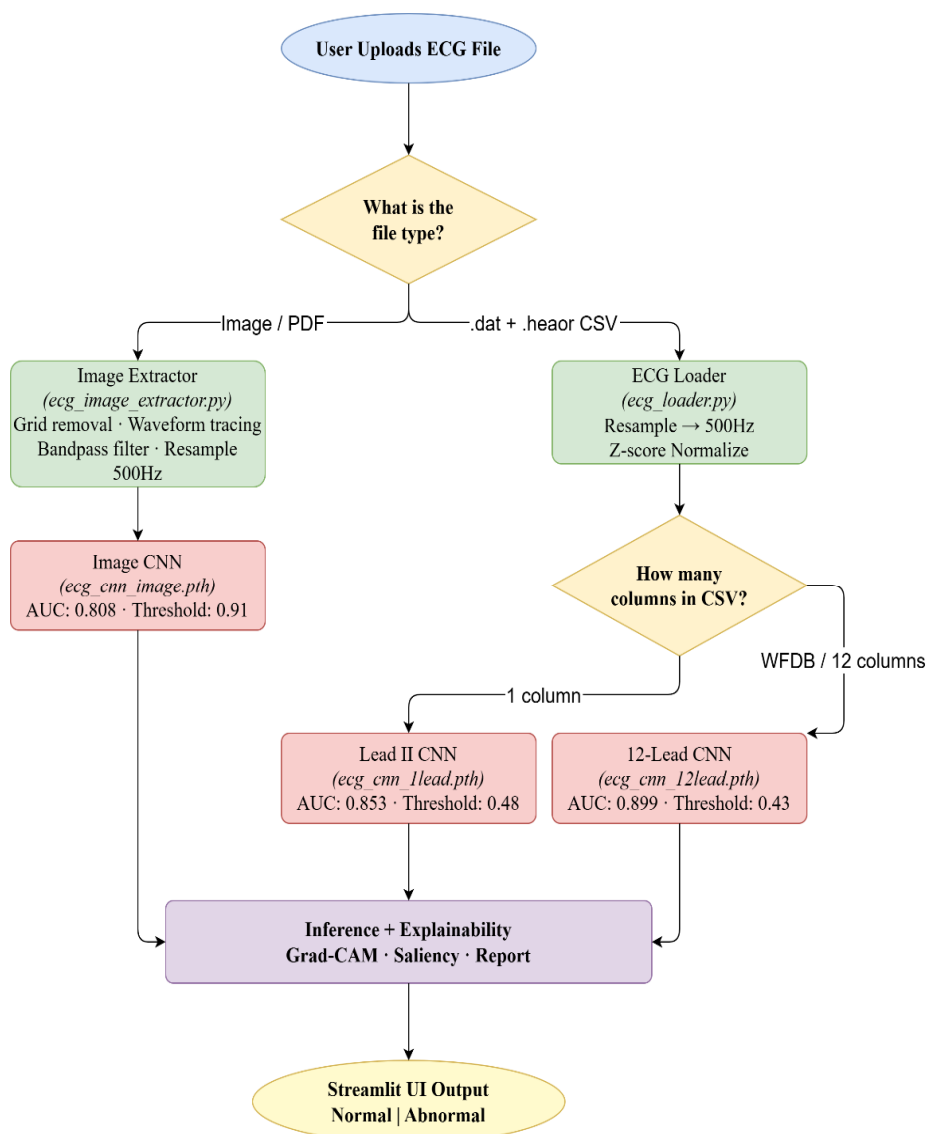 User Uploads ECG File
What is the
file type?
Image / PDF
.dat + .heaor CSV
Image Extractor
(ecg_image_extractor.py)
Grid removal · Waveform tracing
Bandpass filter · Resample
500Hz
ECG Loader
(ecg_loader.py)
Resample → 500Hz
Z-score Normalize
Image CNN
(ecg_cnn_image.pth)
AUC: 0.808 · Threshold: 0.91
How many
columns in CSV?
WFDB / 12 columns
1 column
Lead II CNN
(ecg_cnn_1lead.pth)
AUC: 0.853 · Threshold: 0.48
12-Lead CNN
(ecg_cnn_12lead.pth)
AUC: 0.899 · Threshold: 0.43
Inference + Explainability
Grad-CAM · Saliency · Report
Streamlit UI Output
Normal | Abnormal